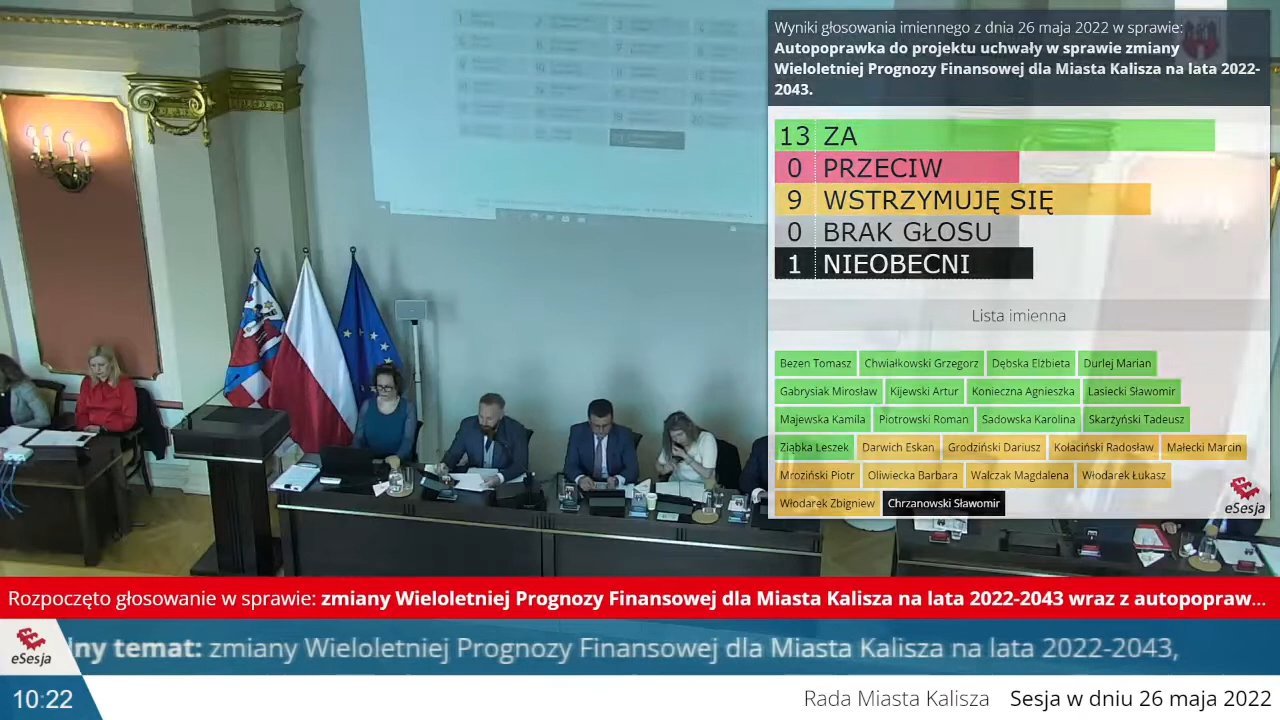 Wyniki głosowania imiennego z dnia 26 maja 2022 w sprawie:
Autopoprawka do projektu uchwały w sprawie zmiany
Wieloletniej Prognozy Finansowej dla Miasta Kalisza na lata 2022-
2043.
13 ZA
0 PRZECIW
9 WSTRZYMUJĘ SIĘ
0 BRAK GŁOSU
1 NIEOBECNI
Lista imienna
Bezen Tomasz Chwiałkowski Grzegorz Dębska Elżbieta Durlej Marian
Gabrysiak Mirosław Kijewski Artur Konieczna Agnieszka Lasiecki Sławomir
Majewska Kamila Piotrowski Roman Sadowska Karolina Skarżyński Tadeusz
Ziąbka Leszek Darwich Eskan Grodziński Dariusz Kołaciński Radosław Małecki Marcin
Mroziński Piotr Oliwiecka Barbara Walczak Magdalena Włodarek Łukasz
Włodarek Zbigniew Chrzanowski Sławomir
eSesja
Rozpoczęto głosowanie w sprawie: zmiany Wieloletniej Prognozy Finansowej dla Miasta Kalisza na lata 2022-2043 wraz z autopopraw...
eSesja
lny temat: zmiany Wieloletniej Prognozy Finansowej dla Miasta Kalisza na lata 2022-2043,
10:22
Rada Miasta Kalisza Sesja w dniu 26 maja 2022